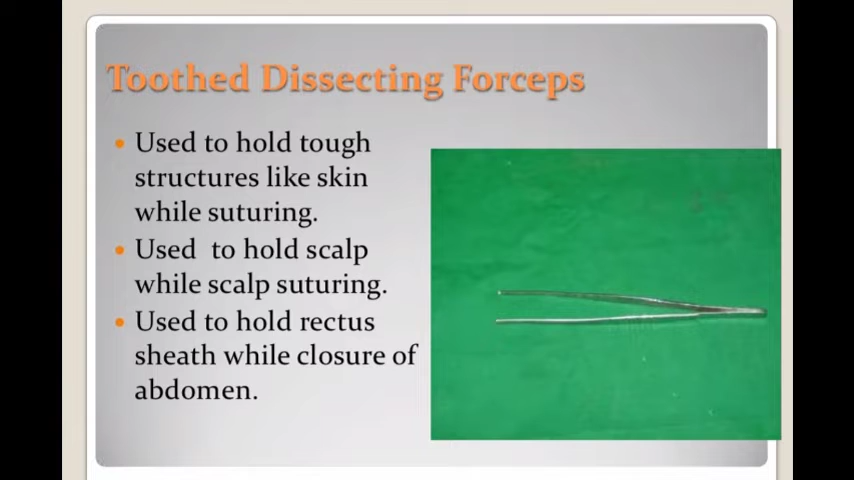 Toothed Dissecting Forceps
• Used to hold tough
structures like skin
while suturing.
• Used to hold scalp
while scalp suturing.
• Used to hold rectus
sheath while closure of
abdomen.